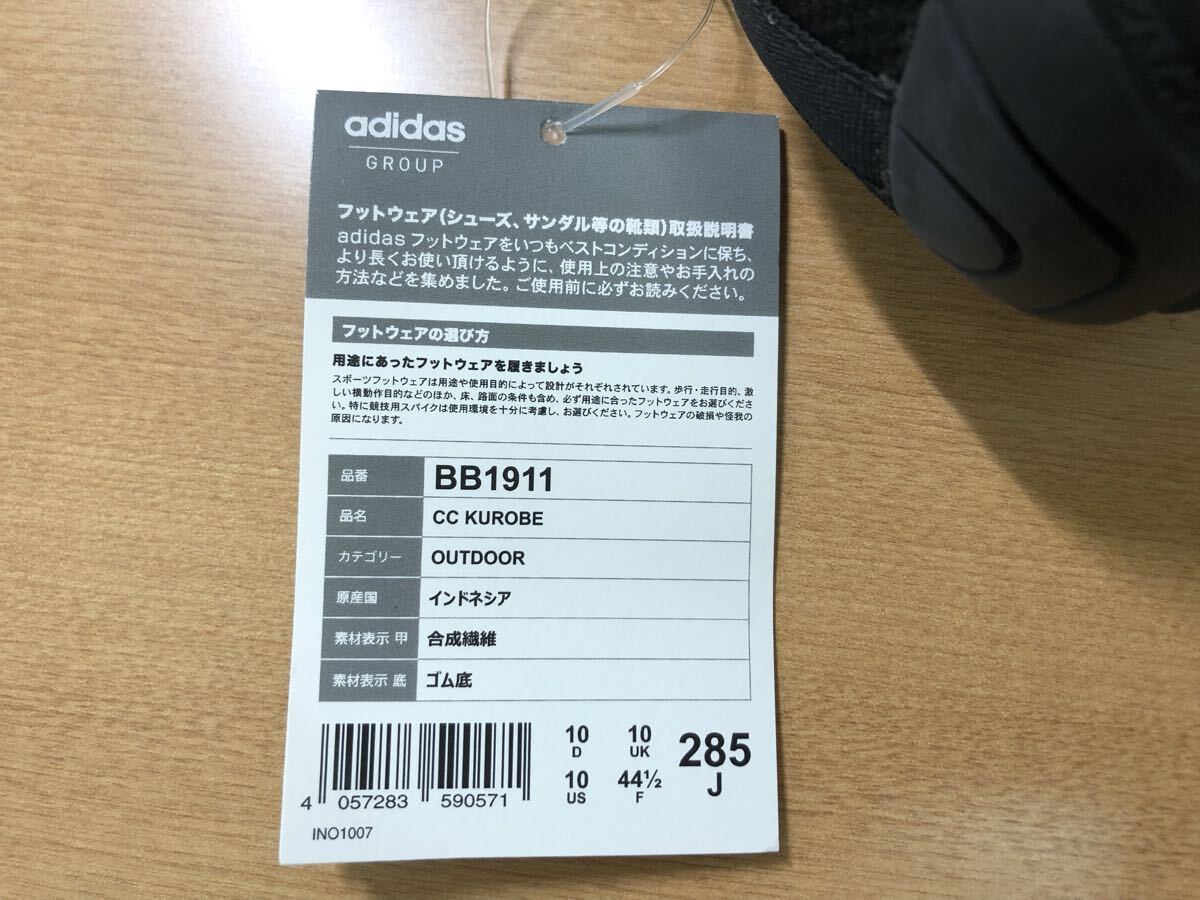 adidas
GROUP
フットウェア(シューズ、サンダル等の靴類)取扱説明書
adidas フットウェアをいつもベストコンディションに保ち、
より長くお使い頂けるように、使用上の注意やお手入れの
方法などを集めました。ご使用前に必ずお読みください。
フットウェアの選び方
用途にあったフットウェアを履きましょう
スポーツフットウェアは用途や使用目的によって設計がそれぞれされています。歩行・走行目的、激
しい横動作目的などのほか、床、路面の条件も含め、必ず用途に合ったフットウェアをお選びくださ
い。特に競技用スパイクは使用環境を十分に考慮し、お選びください。フットウェアの破損や怪我の
原因になります。
品番 BB1911
品名 CC KUROBE
カテゴリー OUTDOOR
原産国 インドネシア
素材表示 甲 合成繊維
素材表示 底 ゴム底
10 10 285
D UK J
10 44½
US F
4 057283 590571
INO1007